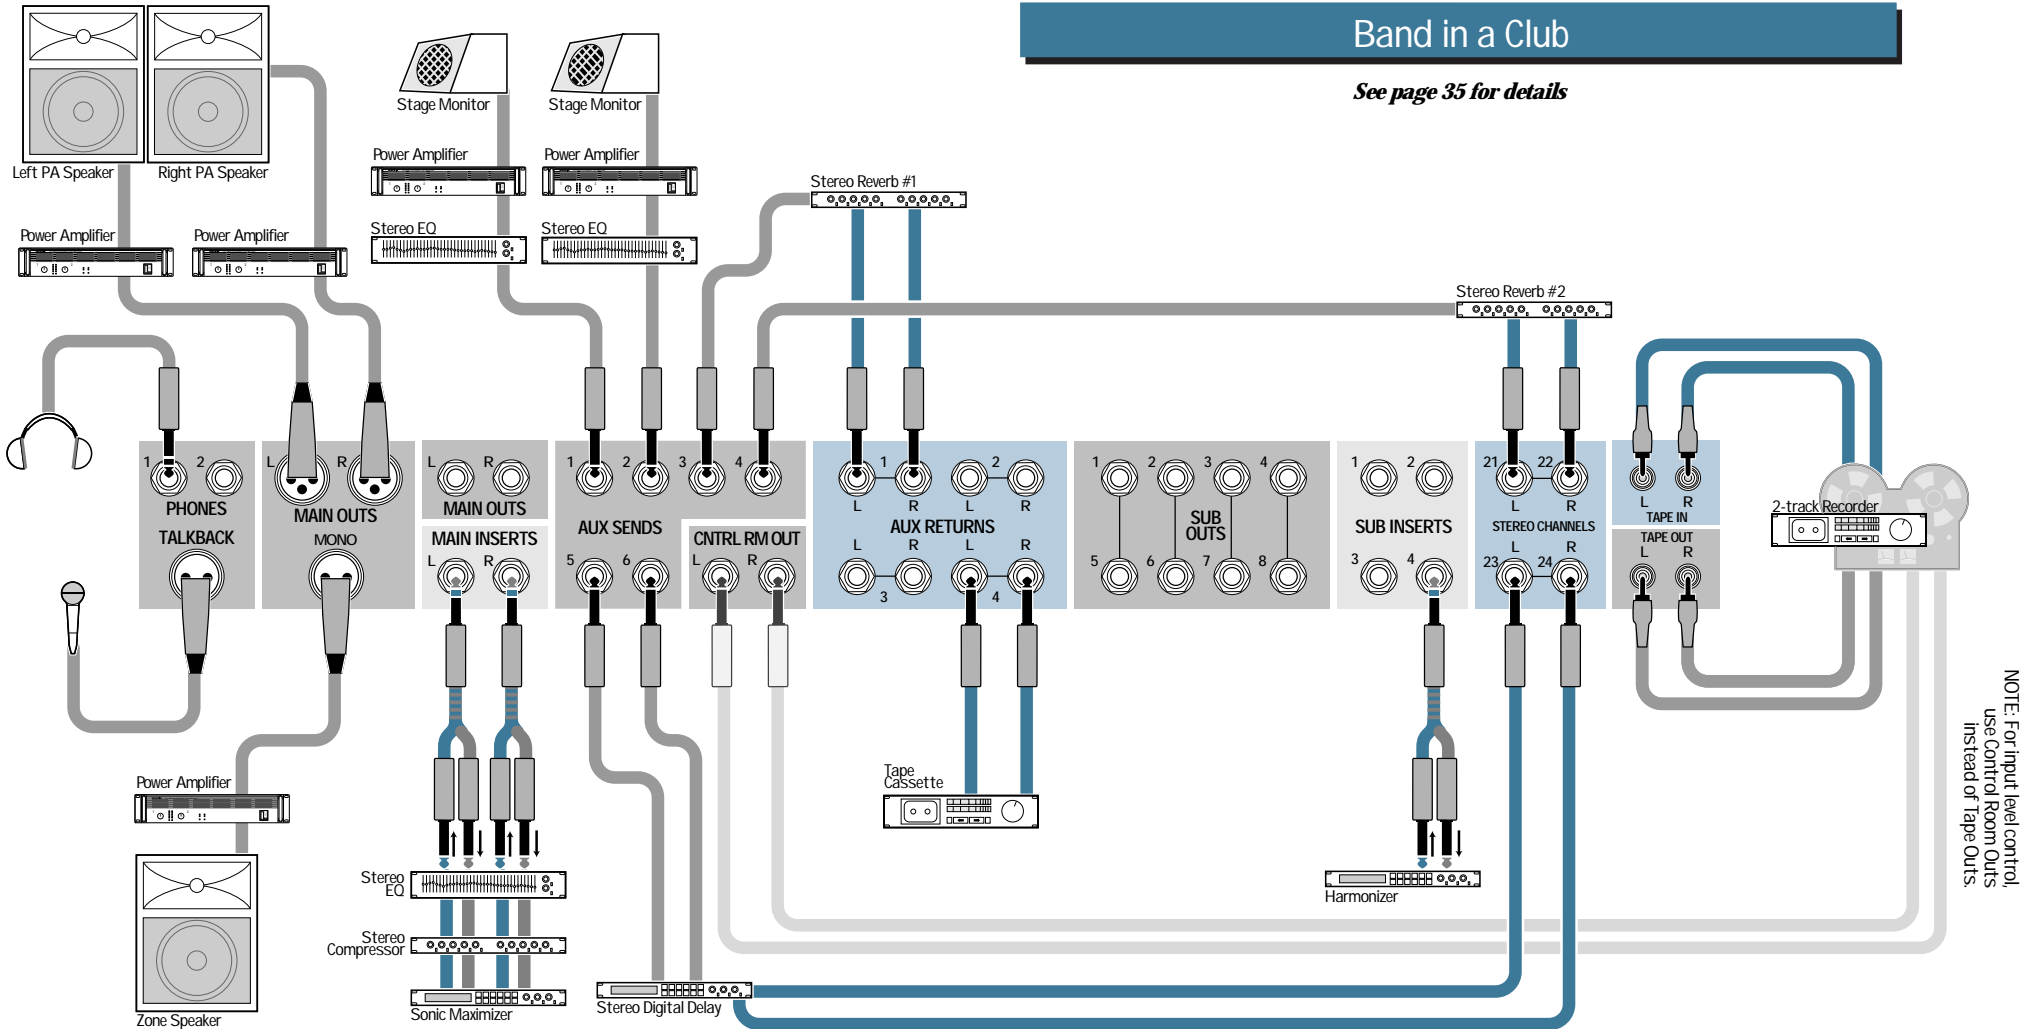 Band in a Club
See page 35 for details
Left PA Speaker
Right PA Speaker
Stage Monitor
Stage Monitor
Power Amplifier
Power Amplifier
Stereo EQ
Stereo EQ
Power Amplifier
Power Amplifier
Stereo Reverb #1
Stereo Reverb #2
1 2
PHONES
TALKBACK
L R
MAIN OUTS
MONO
L R
MAIN OUTS
MAIN INSERTS
L R
1 2 3 4
AUX SENDS
5 6
CNTRL RM OUT
L R
1 2
L R L R
AUX RETURNS
L R L R
3 4
1 2 3 4
SUB
OUTS
5 6 7 8
1 2
SUB INSERTS
3 4
21 22
L R
STEREO CHANNELS
L R
23 24
L R
TAPE IN
TAPE OUT
L R
2-track Recorder
NOTE: For input level control,
use Control Room Outs
instead of Tape Outs.
Power Amplifier
Zone Speaker
Stereo
EQ
Stereo
Compressor
Sonic Maximizer
Stereo Digital Delay
Tape
Cassette
Harmonizer